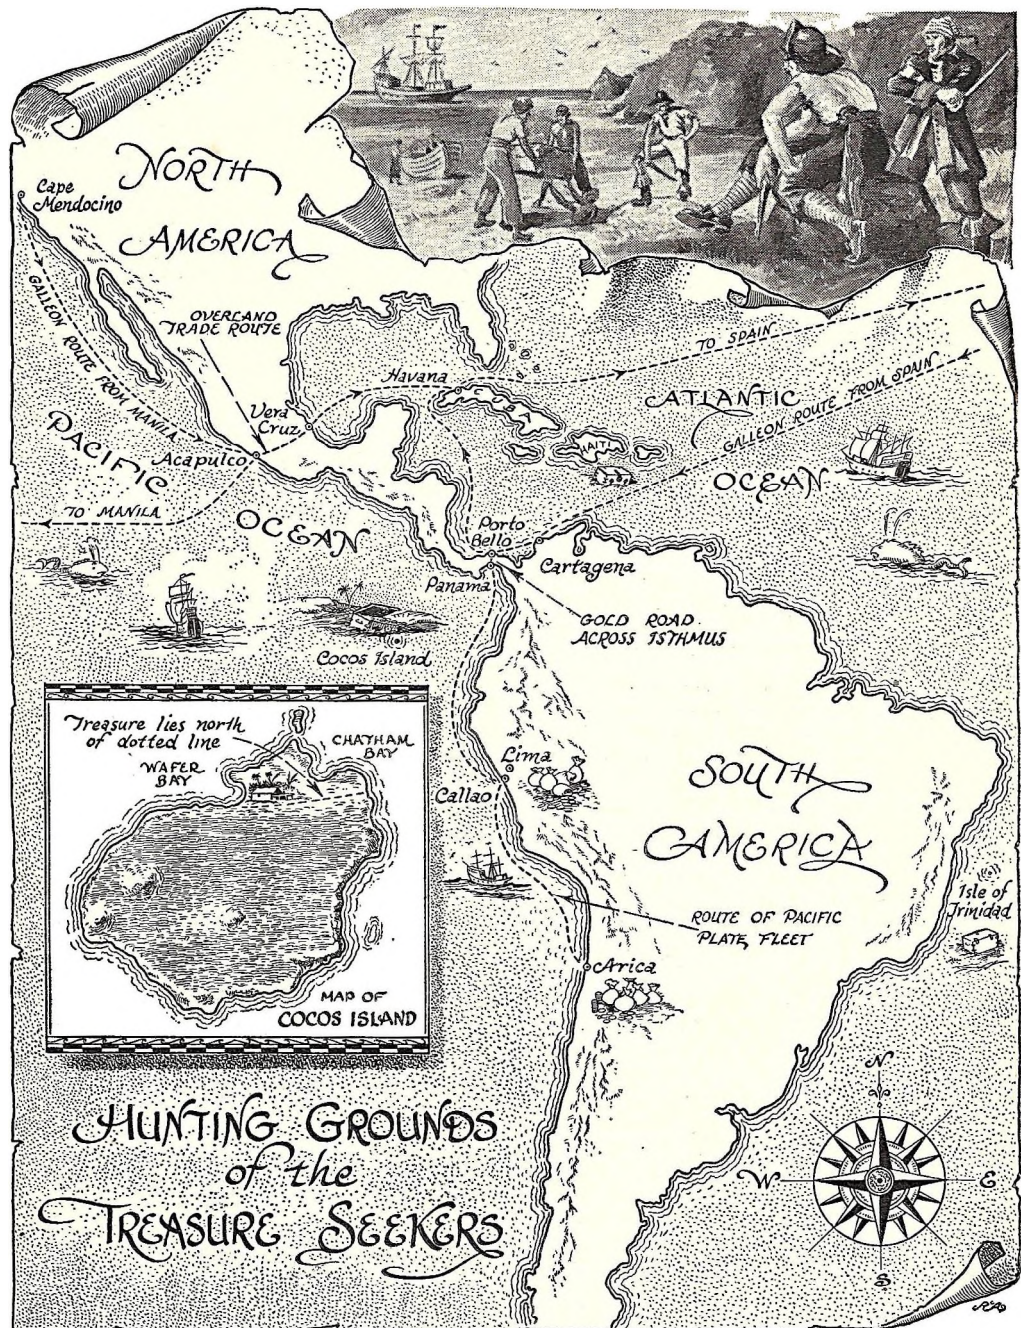 NORTH
AMERICA
Cape
Mendocino
GALLEON ROUTE FROM MANILA
OVERLAND
TRADE ROUTE
Vera
Cruz
Acapulco
Havana
CUBA
HAITI
TO SPAIN
ATLANTIC
OCEAN
GALLEON ROUTE FROM SPAIN
PACIFIC
OCEAN
TO MANILA
Porto
Bello
Panama
Cartagena
GOLD ROAD
ACROSS ISTHMUS
Cocos Island
Treasure lies north
of dotted line
WAFER
BAY
CHATHAM
BAY
MAP OF
COCOS ISLAND
Lima
Callao
SOUTH
AMERICA
Isle of
Trinidad
ROUTE OF PACIFIC
PLATE FLEET
Arica
HUNTING GROUNDS
of the
TREASURE SEEKERS
N
W
E
S